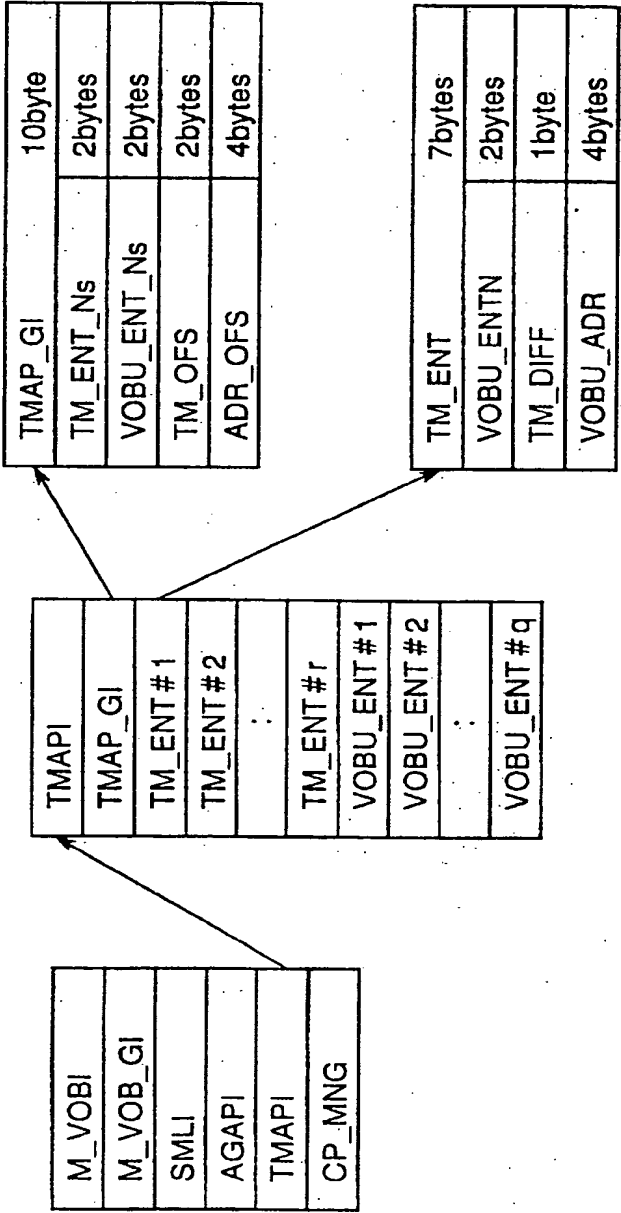 M_VOBI
M_VOB_GI
SMLI
AGAPI
TMAPI
CP_MNG
TMAPI
TMAP_GI
TM_ENT#1
TM_ENT#2
:
TM_ENT#r
VOBU_ENT#1
VOBU_ENT#2
:
VOBU_ENT#q
TMAP_GI 10byte
TM_ENT_Ns 2bytes
VOBU_ENT_Ns 2bytes
TM_OFS 2bytes
ADR_OFS 4bytes
TM_ENT 7bytes
VOBU_ENTN 2bytes
TM_DIFF 1byte
VOBU_ADR 4bytes